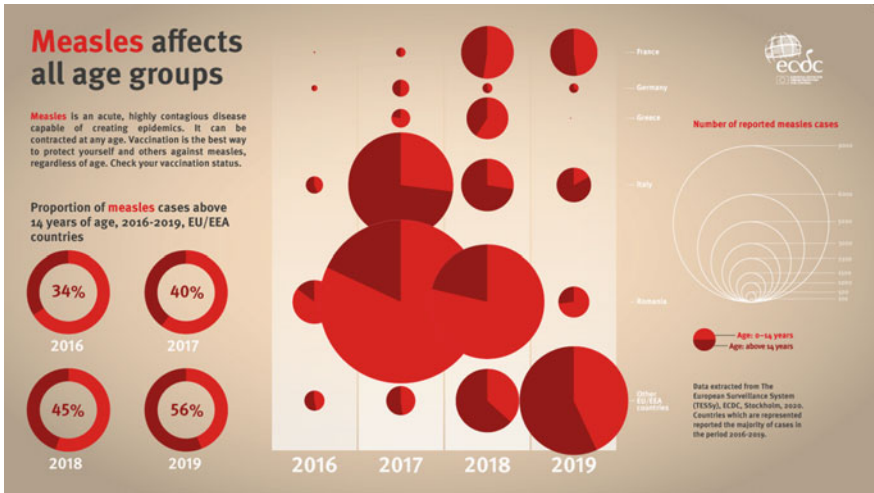 Measles affects
all age groups
Measles is an acute, highly contagious disease
capable of creating epidemics. It can be
contracted at any age. Vaccination is the best way
to protect yourself and others against measles,
regardless of age. Check your vaccination status.
Proportion of measles cases above
14 years of age, 2016-2019, EU/EEA
countries
34%
2016
40%
2017
45%
2018
56%
2019
France
Germany
Greece
Italy
Romania
Other
EU/EEA
countries
2016
2017
2018
2019
ecdc
Number of reported measles cases
Age: 0-14 years
Age: above 14 years
Data extracted from The
European Surveillance System
(TESSy), ECDC, Stockholm, 2020.
Countries which are represented
reported the majority of cases in
the period 2016-2019.